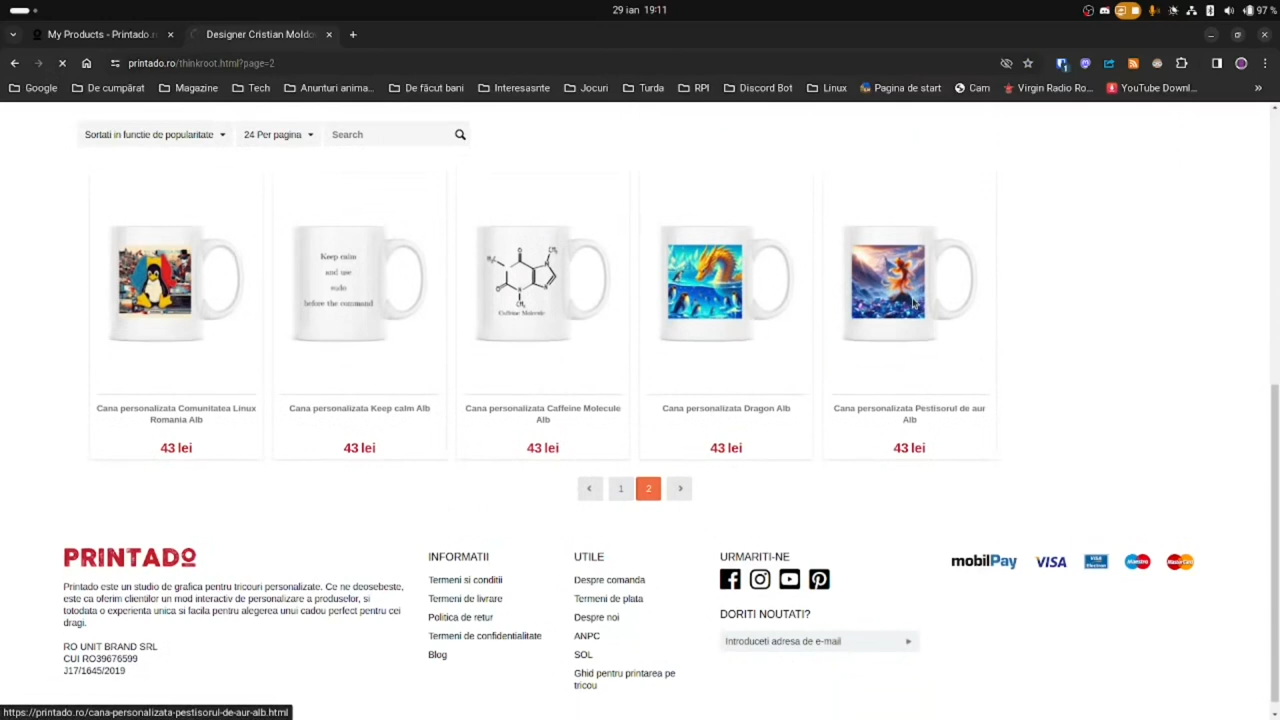 29 ian 19:11
97 %
My Products - Printado.r
Designer Cristian Moldo
printado.ro/thinkroot.html?page=2
Google
De cumpărat
Magazine
Tech
Anunturi anima...
De făcut bani
Interesasnte
Jocuri
Turda
RPI
Discord Bot
Linux
Pagina de start
Cam
Virgin Radio Ro...
YouTube Downl...
Sortati in functie de popularitate
24 Per pagina
Search
Keep calm
and use
sudo
before the command
H₃C
O
CH₃
N
N
O
N
N
CH₃
Caffeine Molecule
Cana personalizata Comunitatea Linux
Romania Alb
43 lei
Cana personalizata Keep calm Alb
43 lei
Cana personalizata Caffeine Molecule
Alb
43 lei
Cana personalizata Dragon Alb
43 lei
Cana personalizata Pestisorul de aur
Alb
43 lei
1
2
PRINTADO
Printado este un studio de grafica pentru tricouri personalizate. Ce ne deosebeste,
este ca oferim clientilor un mod interactiv de personalizare a produselor, si
totodata o experienta unica si facila pentru alegerea unui cadou perfect pentru cei
dragi.
RO UNIT BRAND SRL
CUI RO39676599
J17/1645/2019
INFORMATII
Termeni si conditii
Termeni de livrare
Politica de retur
Termeni de confidentialitate
Blog
UTILE
Despre comanda
Termeni de plata
Despre noi
ANPC
SOL
Ghid pentru printarea pe
tricou
URMARITI-NE
DORITI NOUTATI?
Introduceti adresa de e-mail
mobilPay
VISA
VISA
Electron
Maestro
MasterCard
https://printado.ro/cana-personalizata-pestisorul-de-aur-alb.html